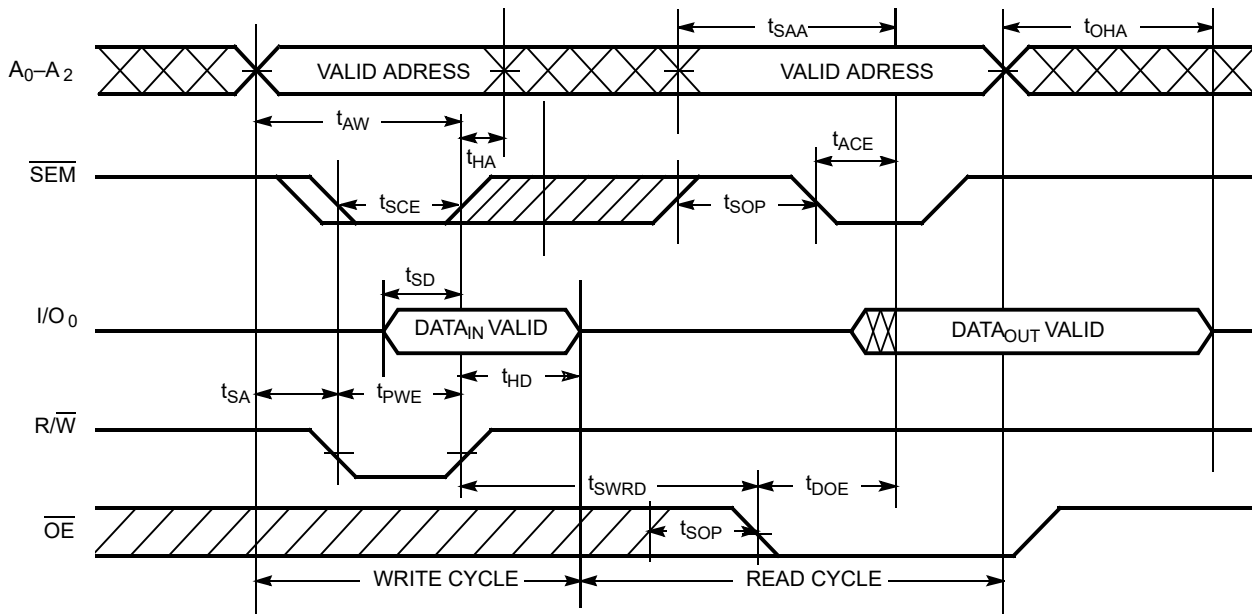 tSAA
tOHA
A0–A2
VALID ADRESS
VALID ADRESS
tAW
tHA
tACE
SEM
tSCE
tSOP
tSD
I/O0
DATAIN VALID
DATAOUT VALID
tSA
tPWE
tHD
R/W
tSWRD
tDOE
OE
tSOP
WRITE CYCLE
READ CYCLE